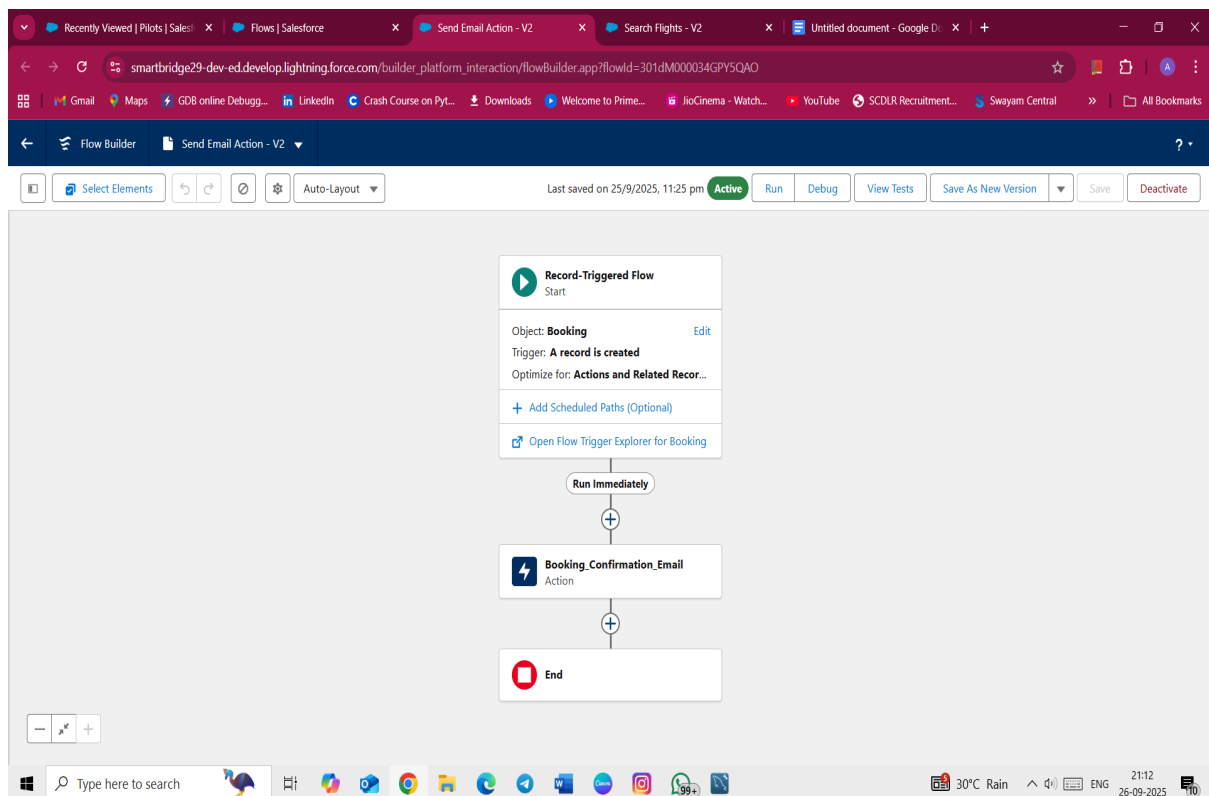 Recently Viewed | Pilots | Salesf
Flows | Salesforce
Send Email Action - V2
Search Flights - V2
Untitled document - Google Do
smartbridge29-dev-ed.develop.lightning.force.com/builder_platform_interaction/flowBuilder.app?flowId=301dM000034GPY5QAO
A
Gmail
Maps
GDB online Debugg...
LinkedIn
Crash Course on Pyt...
Downloads
Welcome to Prime...
JioCinema - Watch...
YouTube
SCDLR Recruitment...
Swayam Central
»
All Bookmarks
Flow Builder
Send Email Action - V2
?
Select Elements
Auto-Layout
Last saved on 25/9/2025, 11:25 pm
Active
Run
Debug
View Tests
Save As New Version
Save
Deactivate
Record-Triggered Flow
Start
Object: Booking
Edit
Trigger: A record is created
Optimize for: Actions and Related Recor...
+ Add Scheduled Paths (Optional)
Open Flow Trigger Explorer for Booking
Run Immediately
Booking_Confirmation_Email
Action
End
Type here to search
99+
30°C Rain
ENG
21:12
26-09-2025
10